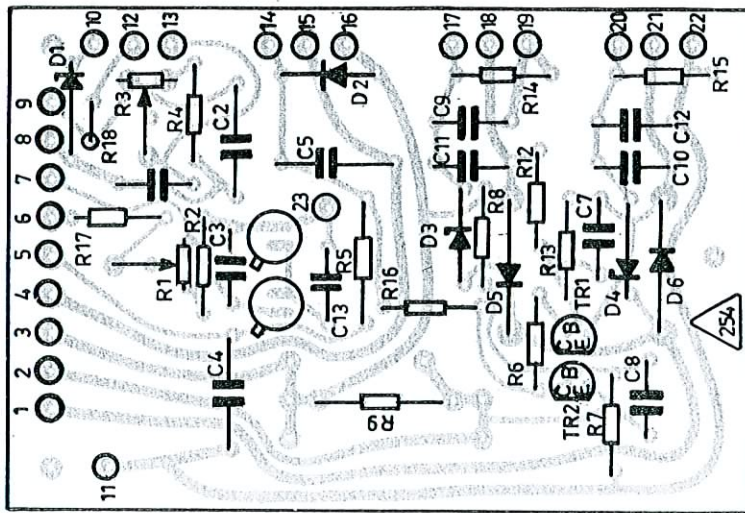 D1
10
12
13
14
15
16
17
18
19
20
21
22
9
8
7
6
5
4
3
2
1
11
R18
R3
R4
C2
D2
C5
C9
C11
R14
R12
C12
C10
R15
R17
R1
R2
C3
23
C13
R5
R16
D3
R8
D5
R13
C7
TR1
D4
D6
254
C4
R9
R6
C B E
C B E
TR2
R7
C8